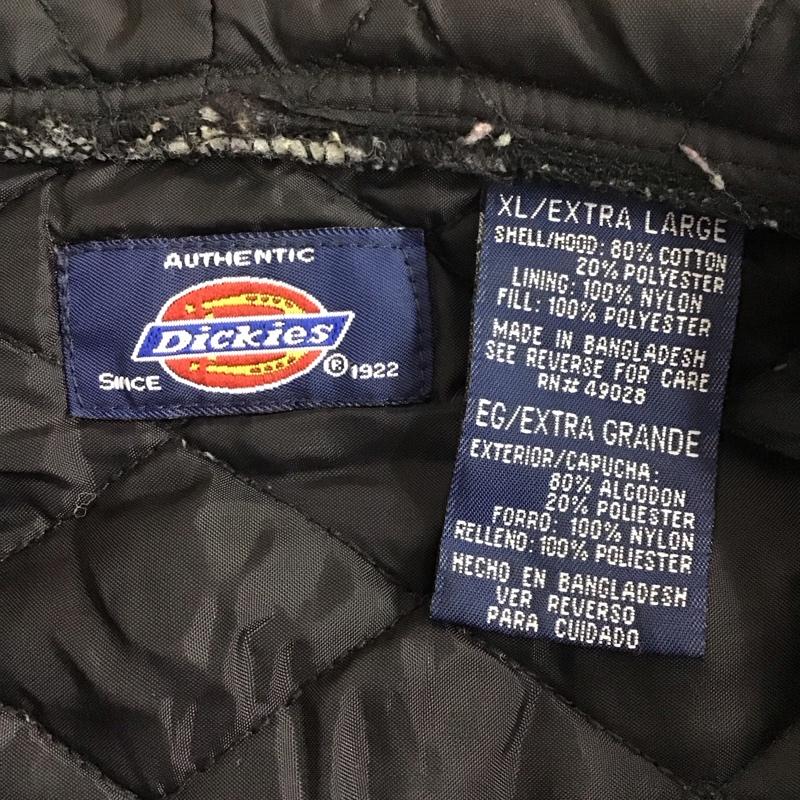 AUTHENTIC
Dickies
SINCE ® 1922
XL/EXTRA LARGE
SHELL/HOOD: 80% COTTON
20% POLYESTER
LINING: 100% NYLON
FILL: 100% POLYESTER
MADE IN BANGLADESH
SEE REVERSE FOR CARE
RN# 49028
EG/EXTRA GRANDE
EXTERIOR/CAPUCHA:
80% ALGODON
20% POLIESTER
FORRO: 100% NYLON
RELLENO: 100% POLIESTER
HECHO EN BANGLADESH
VER REVERSO
PARA CUIDADO